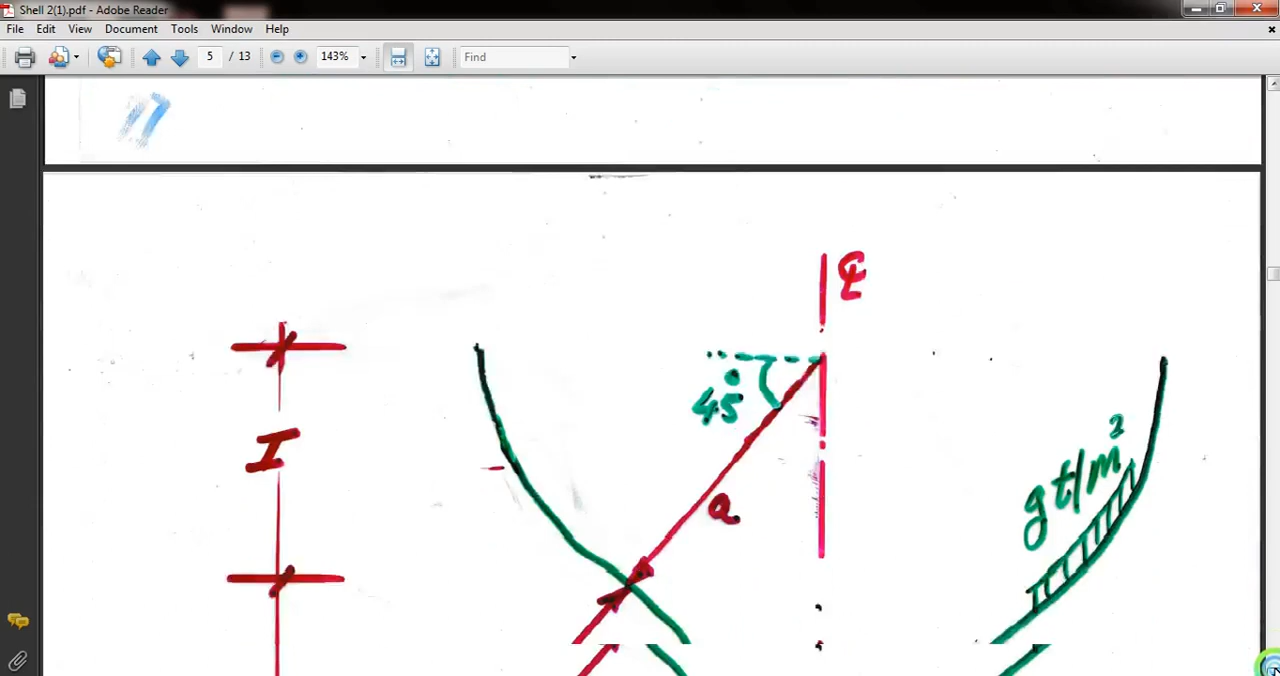 Shell 2(1).pdf - Adobe Reader
File Edit View Document Tools Window Help
5 / 13 143% Find
℄
45°
I
a
gt/m²